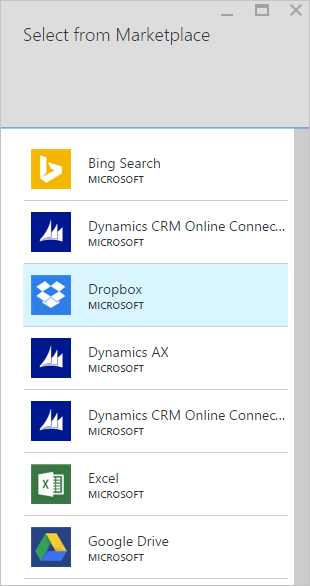 Select from Marketplace
Bing Search
MICROSOFT
Dynamics CRM Online Connec...
MICROSOFT
Dropbox
MICROSOFT
Dynamics AX
MICROSOFT
Dynamics CRM Online Connec...
MICROSOFT
Excel
MICROSOFT
Google Drive
MICROSOFT